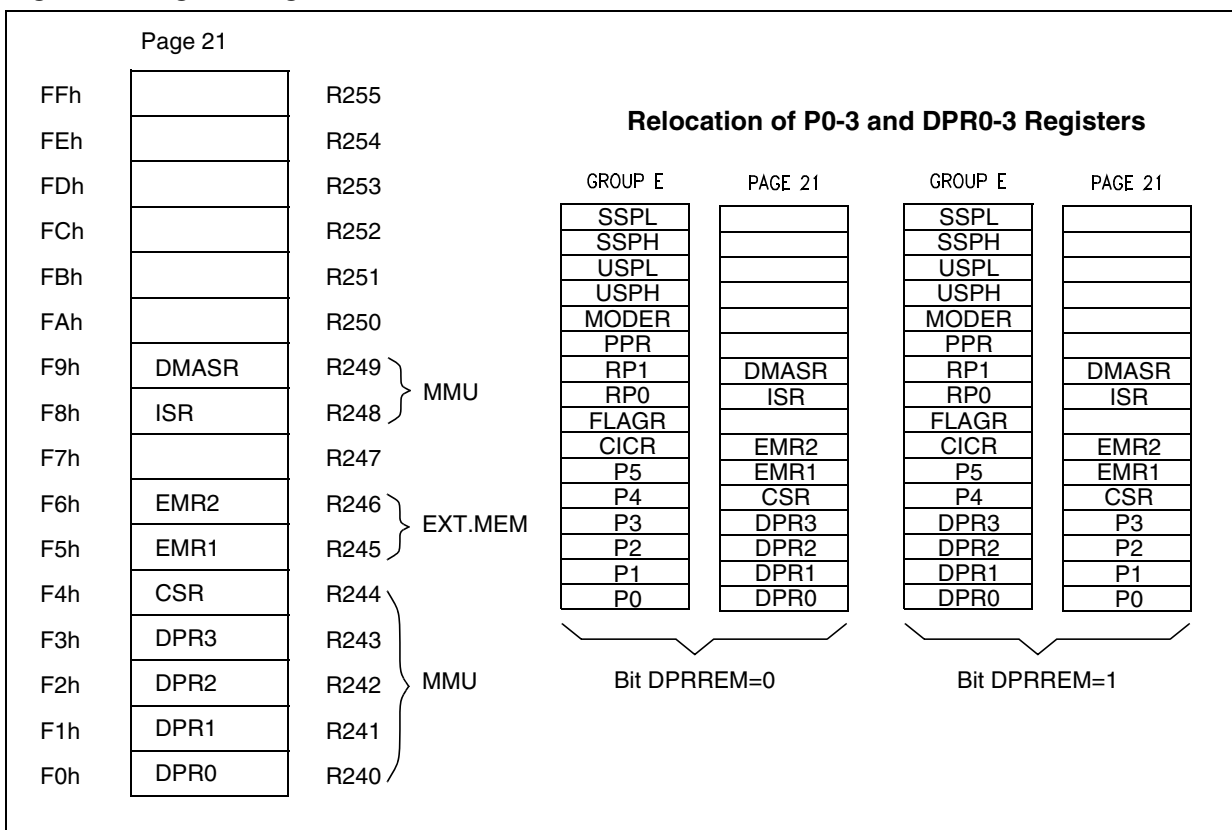 Page 21
FFh R255
FEh R254
FDh R253
FCh R252
FBh R251
FAh R250
F9h DMASR R249
F8h ISR R248
MMU
F7h R247
F6h EMR2 R246
F5h EMR1 R245
EXT.MEM
F4h CSR R244
F3h DPR3 R243
F2h DPR2 R242
F1h DPR1 R241
F0h DPR0 R240
MMU
Relocation of P0-3 and DPR0-3 Registers
GROUP E PAGE 21 GROUP E PAGE 21
SSPL SSPL
SSPH SSPH
USPL USPL
USPH USPH
MODER MODER
PPR PPR
RP1 DMASR RP1 DMASR
RP0 ISR RP0 ISR
FLAGR FLAGR
CICR EMR2 CICR EMR2
P5 EMR1 P5 EMR1
P4 CSR P4 CSR
P3 DPR3 DPR3 P3
P2 DPR2 DPR2 P2
P1 DPR1 DPR1 P1
P0 DPR0 DPR0 P0
Bit DPRREM=0 Bit DPRREM=1